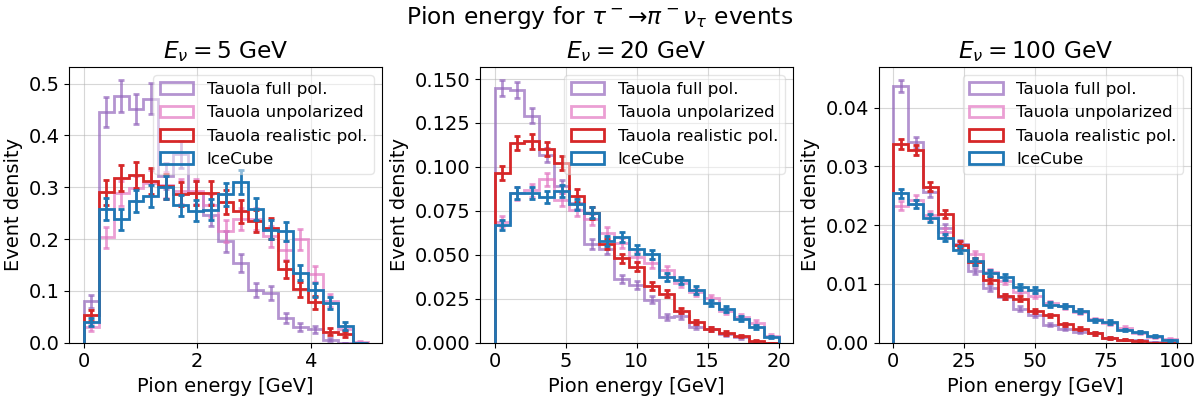 Pion energy for τ⁻→π⁻ν_τ events
E_ν = 5 GeV
Event density
0.5
0.4
0.3
0.2
0.1
0.0
Tauola full pol.
Tauola unpolarized
Tauola realistic pol.
IceCube
0 2 4
Pion energy [GeV]
E_ν = 20 GeV
Event density
0.150
0.125
0.100
0.075
0.050
0.025
0.000
Tauola full pol.
Tauola unpolarized
Tauola realistic pol.
IceCube
0 5 10 15 20
Pion energy [GeV]
E_ν = 100 GeV
Event density
0.04
0.03
0.02
0.01
0.00
Tauola full pol.
Tauola unpolarized
Tauola realistic pol.
IceCube
0 25 50 75 100
Pion energy [GeV]